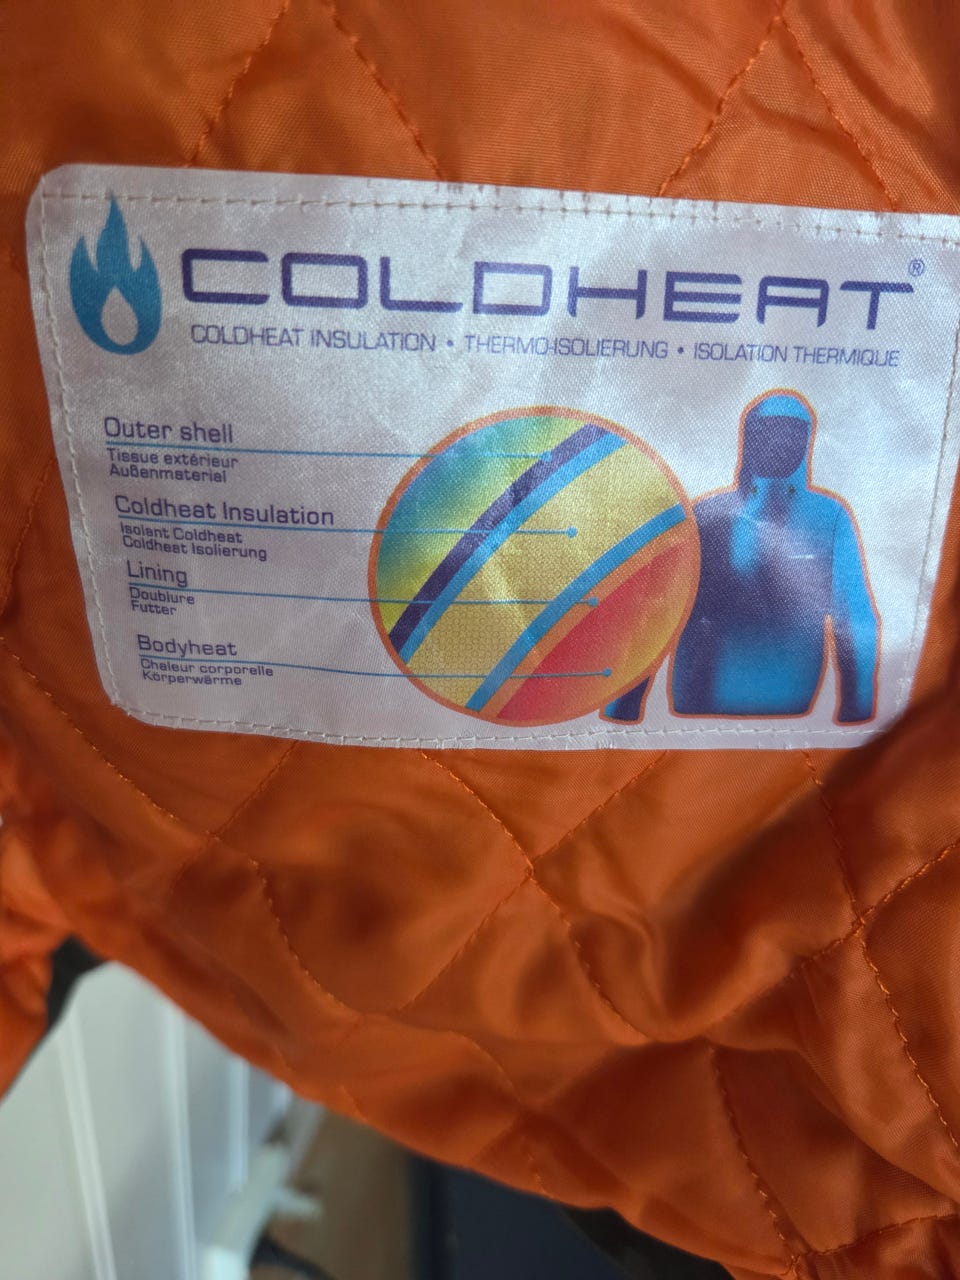 COLDHEAT®
COLDHEAT INSULATION • THERMO-ISOLIERUNG • ISOLATION THERMIQUE
Outer shell
Tissue extérieur
Außenmaterial
Coldheat Insulation
Isolant Coldheat
Coldheat Isolierung
Lining
Doublure
Futter
Bodyheat
Chaleur corporelle
Körperwärme